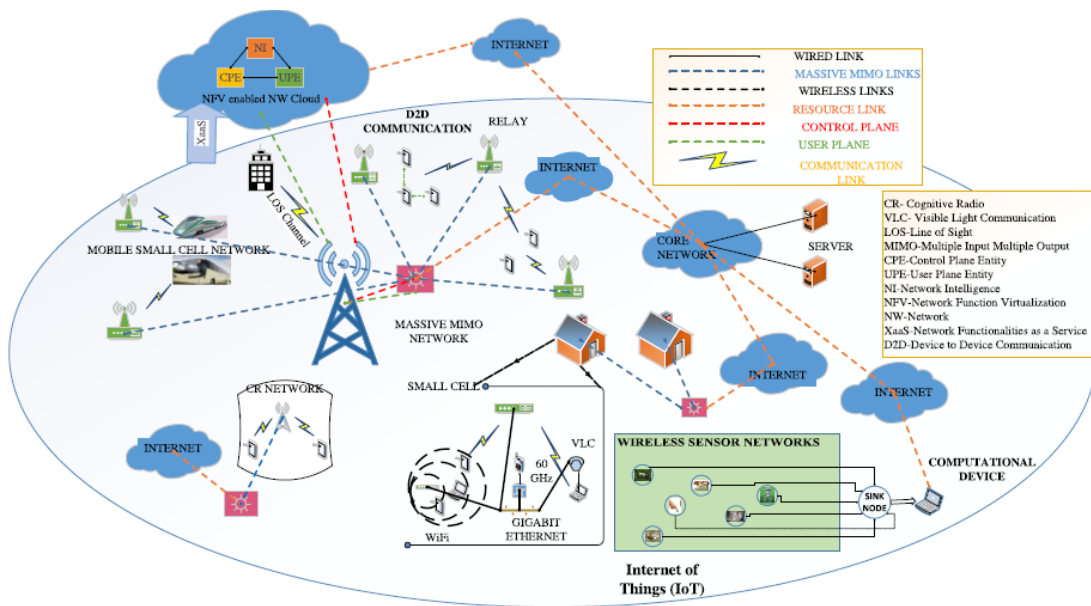 INTERNET
NI
CPE
UPE
NFV enabled NW Cloud
XaaS
D2D
COMMUNICATION
RELAY
LOS Channel
INTERNET
MOBILE SMALL CELL NETWORK
CORE
NETWORK
SERVER
MASSIVE MIMO
NETWORK
WIRED LINK
MASSIVE MIMO LINKS
WIRELESS LINKS
RESOURCE LINK
CONTROL PLANE
USER PLANE
COMMUNICATION
LINK
CR- Cognitive Radio
VLC- Visible Light Communication
LOS-Line of Sight
MIMO-Multiple Input Multiple Output
CPE-Control Plane Entity
UPE-User Plane Entity
NI-Network Intelligence
NFV-Network Function Virtualization
NW-Network
XaaS-Network Functionalities as a Service
D2D-Device to Device Communication
SMALL CELL
CR NETWORK
INTERNET
INTERNET
INTERNET
VLC
60
GHz
WiFi
GIGABIT
ETHERNET
WIRELESS SENSOR NETWORKS
SINK
NODE
COMPUTATIONAL
DEVICE
Internet of
Things (IoT)